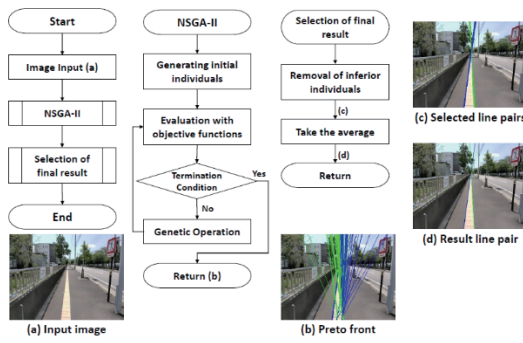 Start
Image Input (a)
NSGA-II
Selection of
final result
End
(a) Input image
NSGA-II
Generating initial
individuals
Evaluation with
objective functions
Termination
Condition
Yes
No
Genetic Operation
Return (b)
Selection of final
result
Removal of inferior
individuals
(c)
Take the average
(d)
Return
(b) Preto front
(c) Selected line pairs
(d) Result line pair